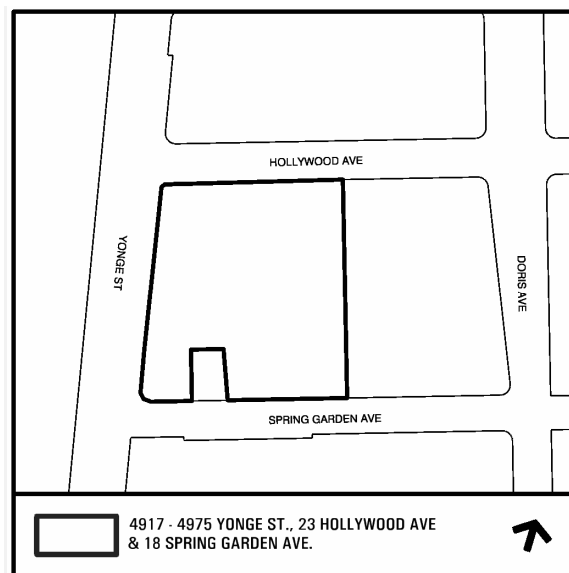 HOLLYWOOD AVE
YONGE ST
DORIS AVE
SPRING GARDEN AVE
4917 - 4975 YONGE ST., 23 HOLLYWOOD AVE
& 18 SPRING GARDEN AVE.